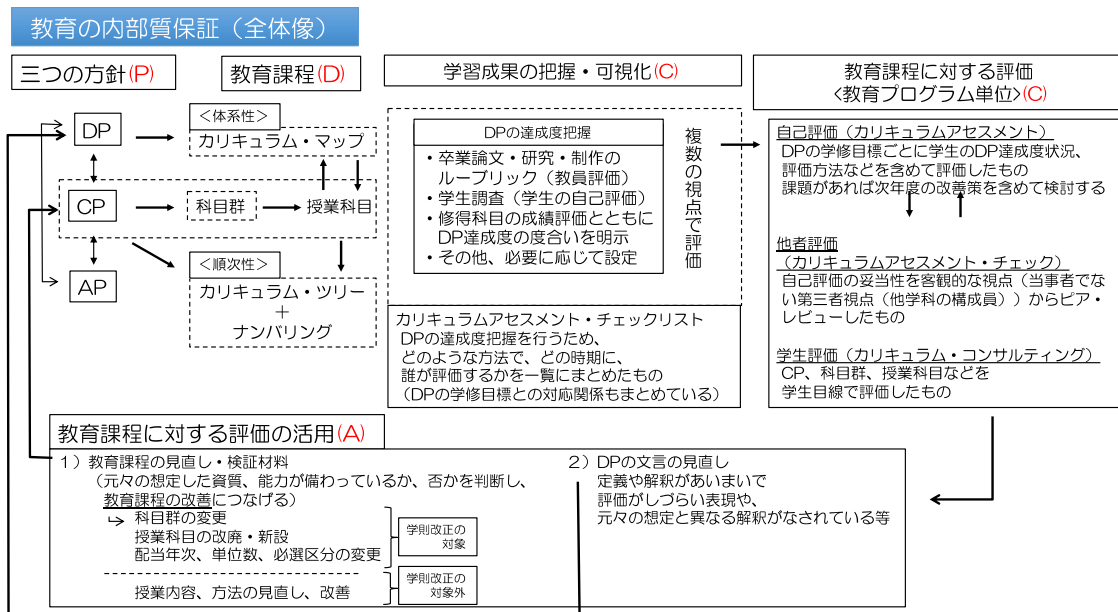 教育の内部質保証（全体像）
三つの方針(P)
教育課程(D)
DP
CP
AP
＜体系性＞
カリキュラム・マップ
科目群
授業科目
＜順次性＞
カリキュラム・ツリー
＋
ナンバリング
学習成果の把握・可視化(C)
DPの達成度把握
・卒業論文・研究・制作の
ルーブリック（教員評価）
・学生調査（学生の自己評価）
・修得科目の成績評価とともに
DP達成度の度合いを明示
・その他、必要に応じて設定
複数の視点で評価
カリキュラムアセスメント・チェックリスト
DPの達成度把握を行うため、
どのような方法で、どの時期に、
誰が評価するかを一覧にまとめたもの
（DPの学修目標との対応関係もまとめている）
教育課程に対する評価
<教育プログラム単位>(C)
自己評価（カリキュラムアセスメント）
DPの学修目標ごとに学生のDP達成度状況、
評価方法などを含めて評価したもの
課題があれば次年度の改善策を含めて検討する
他者評価
（カリキュラムアセスメント・チェック）
自己評価の妥当性を客観的な視点（当事者でな
い第三者視点（他学科の構成員））からピア・
レビューしたもの
学生評価（カリキュラム・コンサルティング）
CP、科目群、授業科目などを
学生目線で評価したもの
教育課程に対する評価の活用(A)
１）教育課程の見直し・検証材料
（元々の想定した資質、能力が備わっているか、否かを判断し、
教育課程の改善につなげる）
科目群の変更
授業科目の改廃・新設
配当年次、単位数、必選区分の変更
学則改正の
対象
授業内容、方法の見直し、改善
学則改正の
対象外
２）DPの文言の見直し
定義や解釈があいまいで
評価がしづらい表現や、
元々の想定と異なる解釈がなされている等